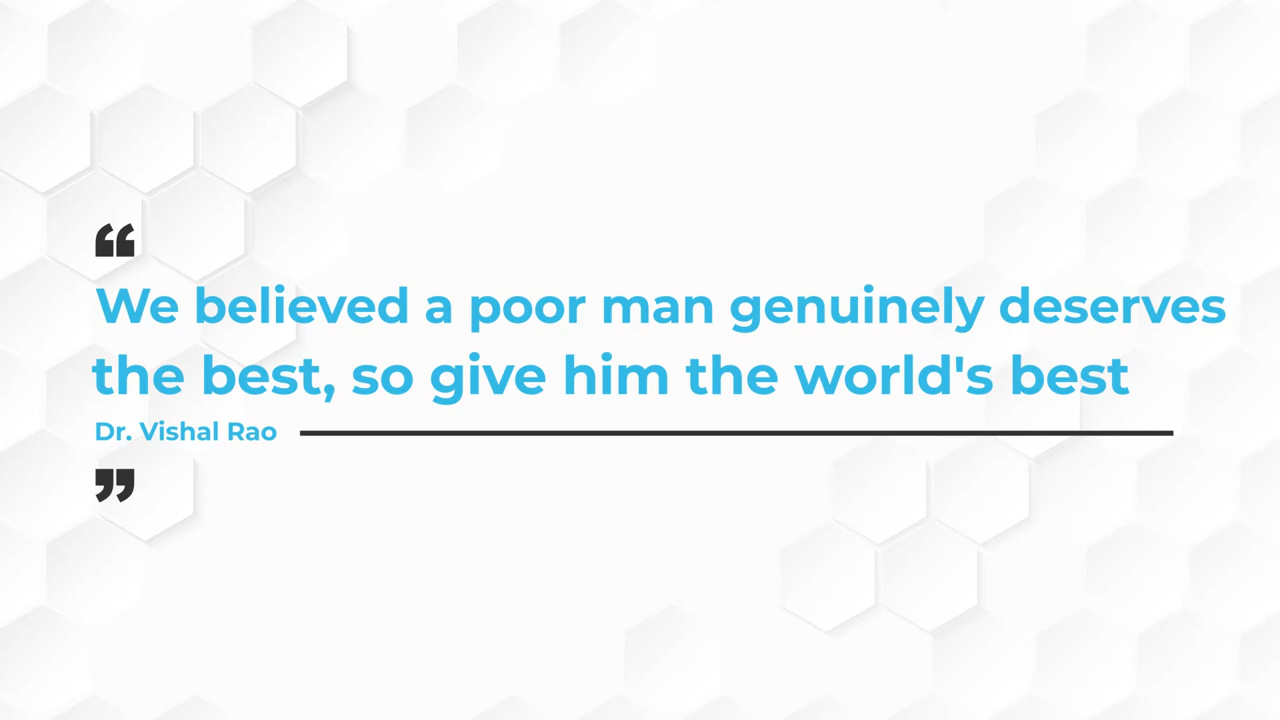 “
We believed a poor man genuinely deserves
the best, so give him the world's best
Dr. Vishal Rao
”